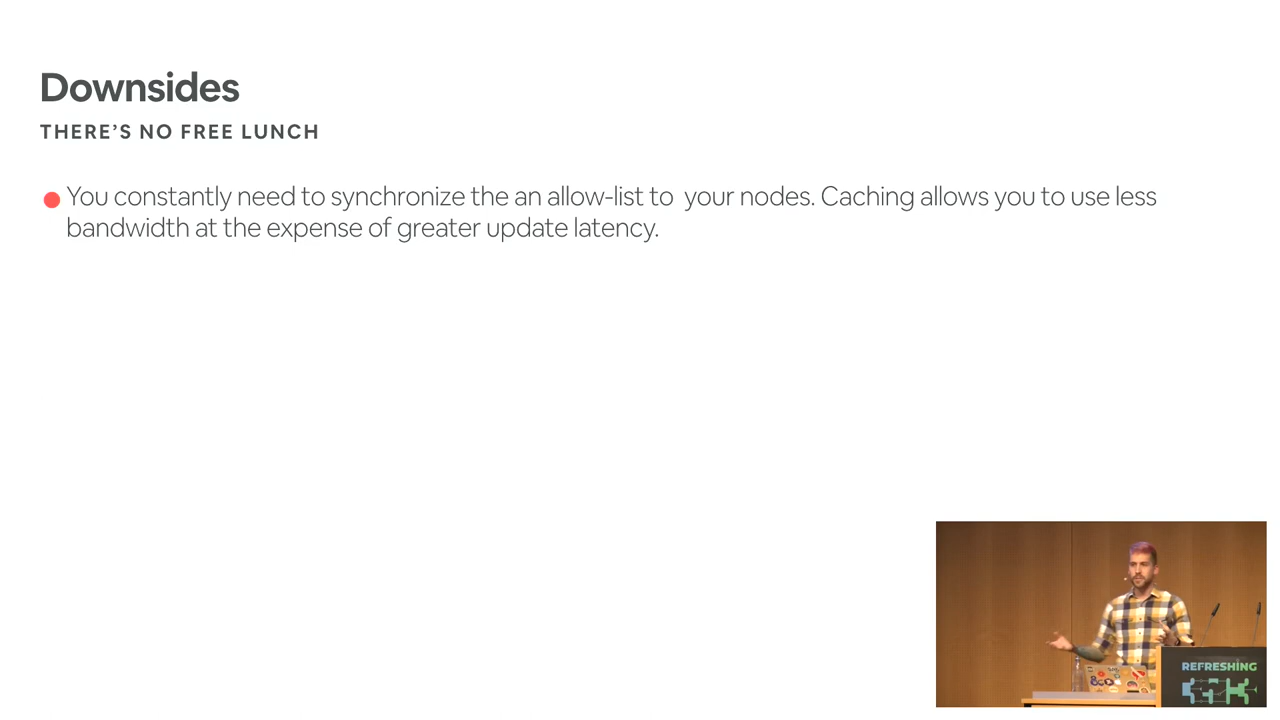 Downsides
THERE’S NO FREE LUNCH
You constantly need to synchronize the an allow-list to  your nodes. Caching allows you to use less
bandwidth at the expense of greater update latency.
REFRESHING